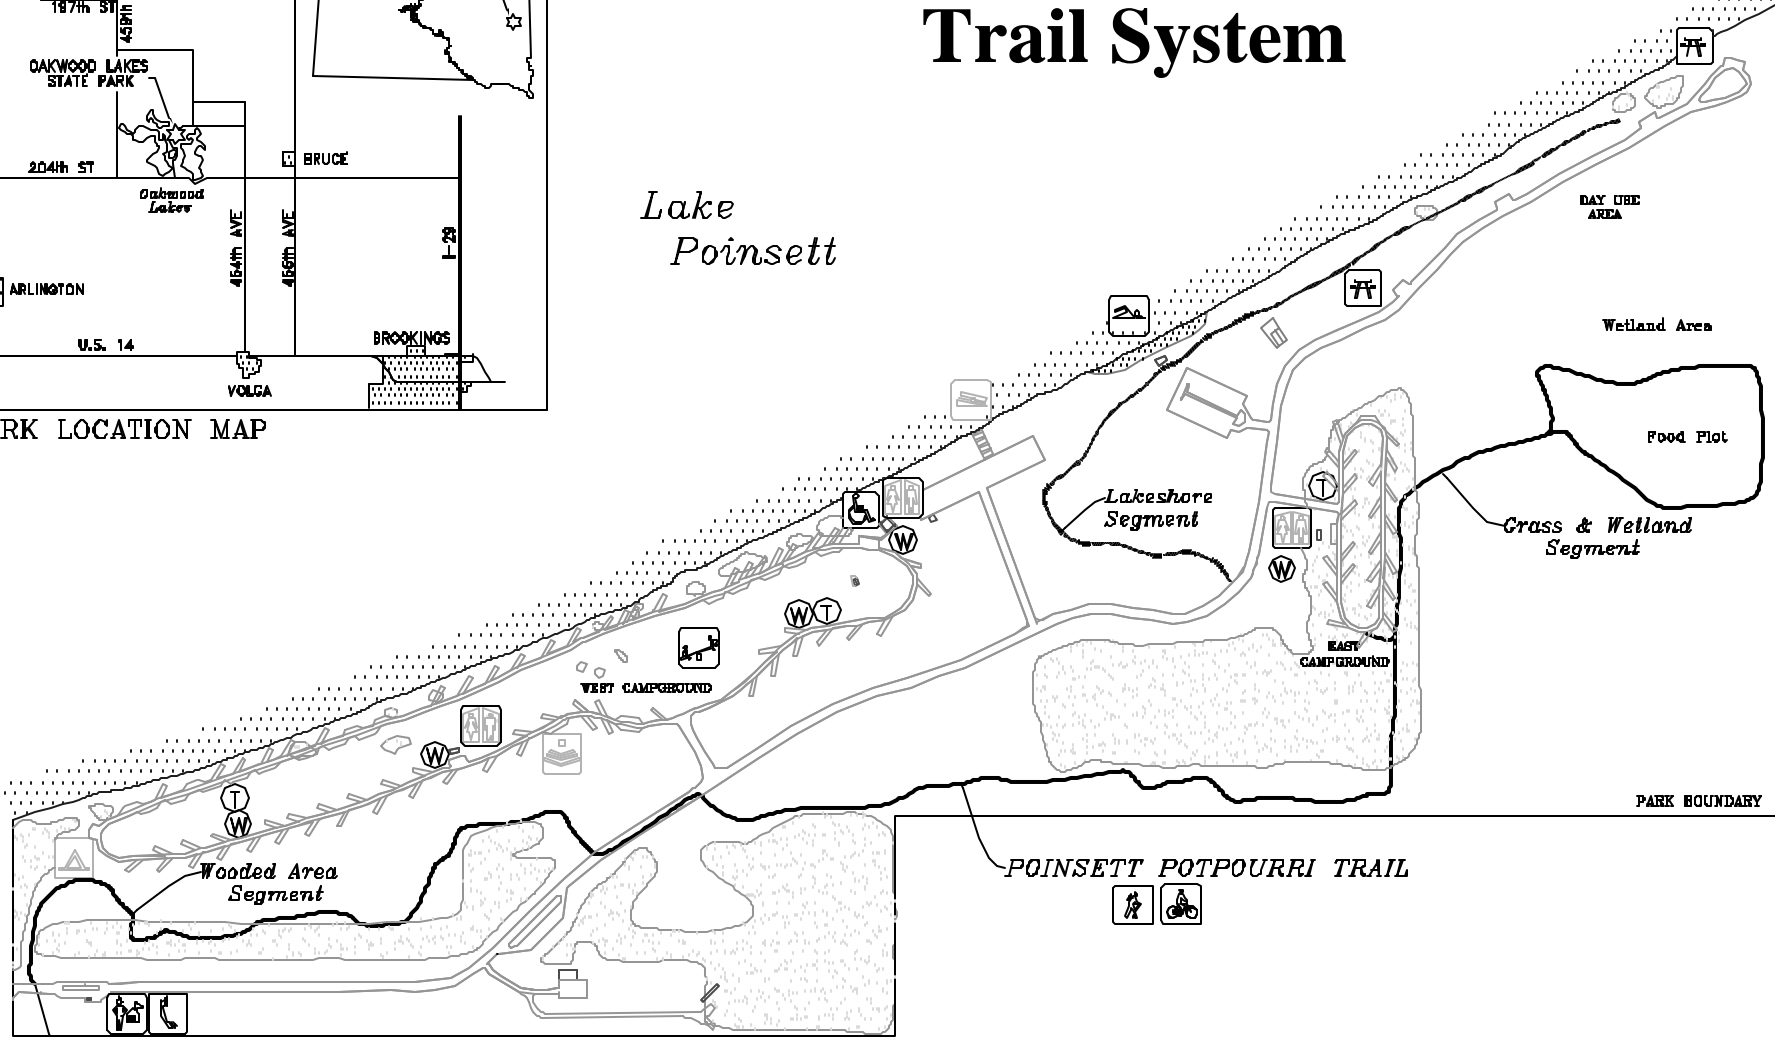 Trail System
197th ST
459th
OAKWOOD LAKES
STATE PARK
BRUCE
204th ST
Oakwood
Lakes
464th AVE
466th AVE
I-29
ARLINGTON
U.S. 14
BROOKINGS
VOLGA
RK LOCATION MAP
Lake
Poinsett
DAY USE
AREA
Wetland Area
Food Plot
Lakeshore
Segment
T
Grass & Wetland
Segment
W
W
W T
EAST
CAMPGROUND
WEST CAMPGROUND
W
T
W
PARK BOUNDARY
Wooded Area
Segment
POINSETT POTPOURRI TRAIL